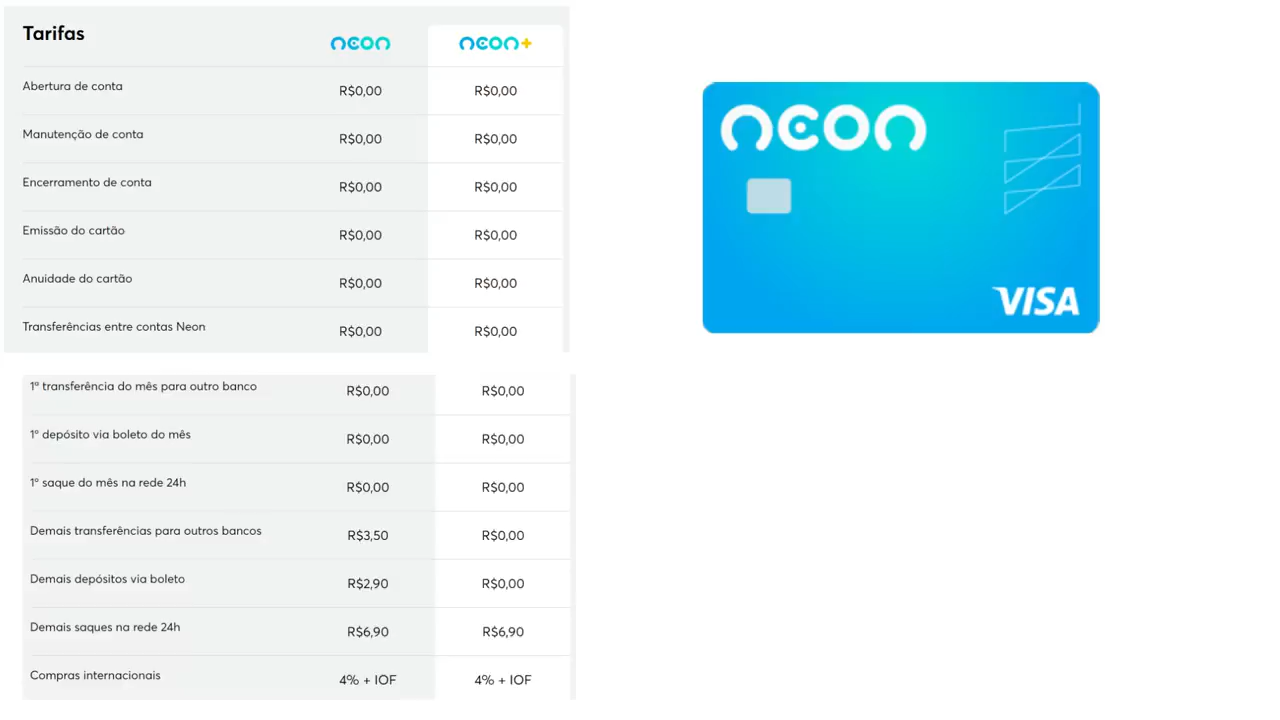 Tarifas neon neon+
Abertura de conta R$0,00 R$0,00
Manutenção de conta R$0,00 R$0,00
Encerramento de conta R$0,00 R$0,00
Emissão do cartão R$0,00 R$0,00
Anuidade do cartão R$0,00 R$0,00
Transferências entre contas Neon R$0,00 R$0,00
1ª transferência do mês para outro banco R$0,00 R$0,00
1º depósito via boleto do mês R$0,00 R$0,00
1º saque do mês na rede 24h R$0,00 R$0,00
Demais transferências para outros bancos R$3,50 R$0,00
Demais depósitos via boleto R$2,90 R$0,00
Demais saques na rede 24h R$6,90 R$6,90
Compras internacionais 4% + IOF 4% + IOF
neon
VISA